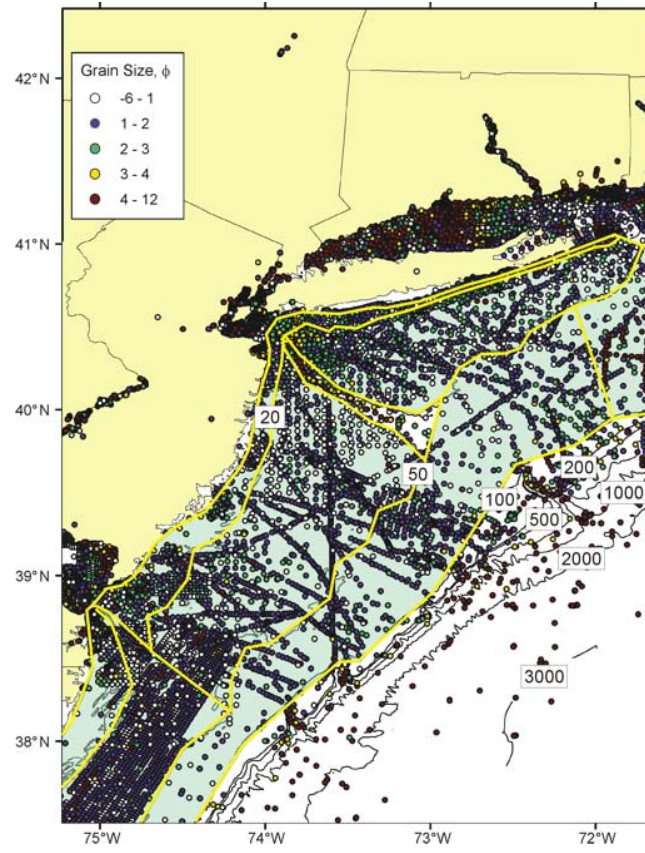 42°N
Grain Size, ϕ
-6 - 1
1 - 2
2 - 3
3 - 4
4 - 12
41°N
40°N
20
50
100
200
1000
500
2000
39°N
3000
38°N
75°W
74°W
73°W
72°W